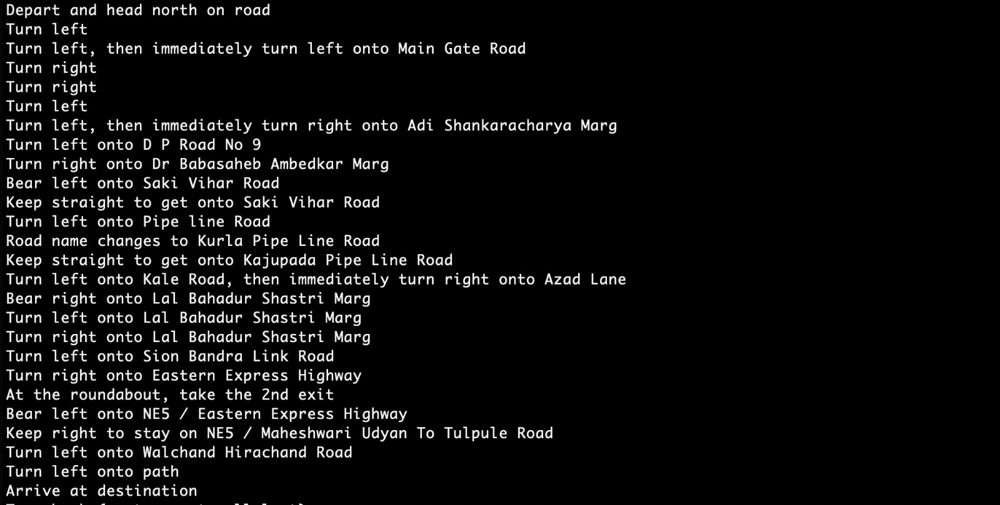 Depart and head north on road
Turn left
Turn left, then immediately turn left onto Main Gate Road
Turn right
Turn right
Turn left
Turn left, then immediately turn right onto Adi Shankaracharya Marg
Turn left onto D P Road No 9
Turn right onto Dr Babasaheb Ambedkar Marg
Bear left onto Saki Vihar Road
Keep straight to get onto Saki Vihar Road
Turn left onto Pipe line Road
Road name changes to Kurla Pipe Line Road
Keep straight to get onto Kajupada Pipe Line Road
Turn left onto Kale Road, then immediately turn right onto Azad Lane
Bear right onto Lal Bahadur Shastri Marg
Turn left onto Lal Bahadur Shastri Marg
Turn right onto Lal Bahadur Shastri Marg
Turn left onto Sion Bandra Link Road
Turn right onto Eastern Express Highway
At the roundabout, take the 2nd exit
Bear left onto NE5 / Eastern Express Highway
Keep right to stay on NE5 / Maheshwari Udyan To Tulpule Road
Turn left onto Walchand Hirachand Road
Turn left onto path
Arrive at destination